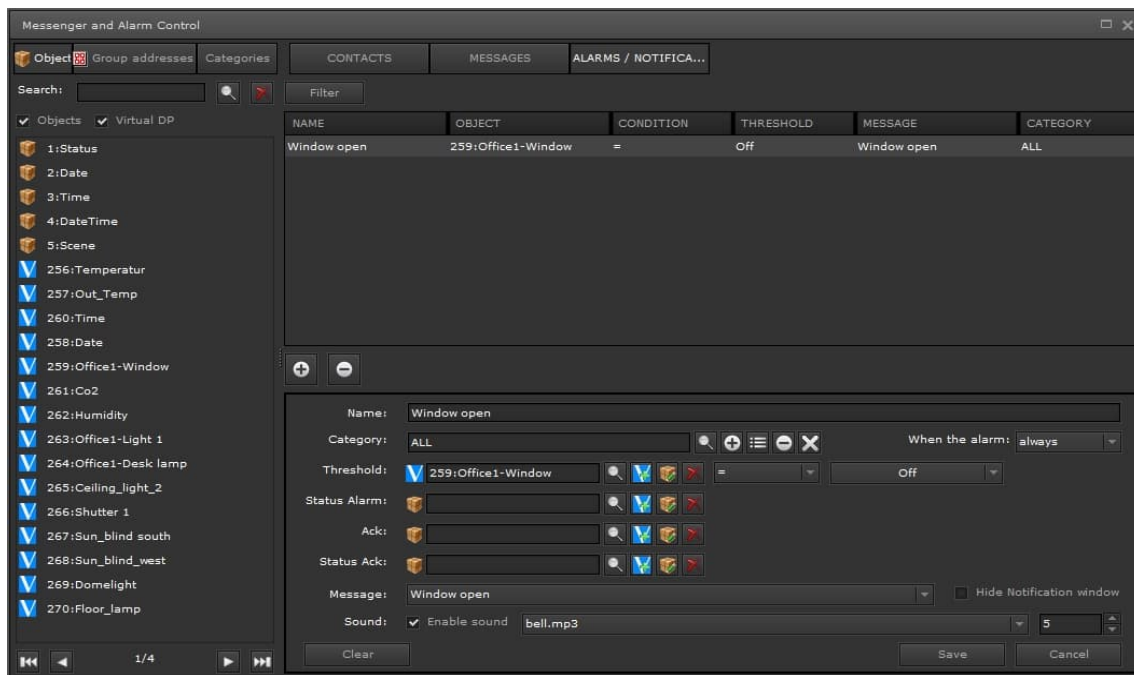 Messenger and Alarm Control
Object Group addresses Categories CONTACTS MESSAGES ALARMS / NOTIFICA...
Search:
Filter
Objects Virtual DP
NAME OBJECT CONDITION THRESHOLD MESSAGE CATEGORY
Window open 259:Office1-Window = Off Window open ALL
1:Status
2:Date
3:Time
4:DateTime
5:Scene
256:Temperatur
257:Out_Temp
260:Time
258:Date
259:Office1-Window
261:Co2
262:Humidity
263:Office1-Light 1
264:Office1-Desk lamp
265:Ceiling_light_2
266:Shutter 1
267:Sun_blind south
268:Sun_blind_west
269:Domelight
270:Floor_lamp
1/4
Name: Window open
Category: ALL When the alarm: always
Threshold: 259:Office1-Window = Off
Status Alarm:
Ack:
Status Ack:
Message: Window open Hide Notification window
Sound: Enable sound bell.mp3 5
Clear Save Cancel